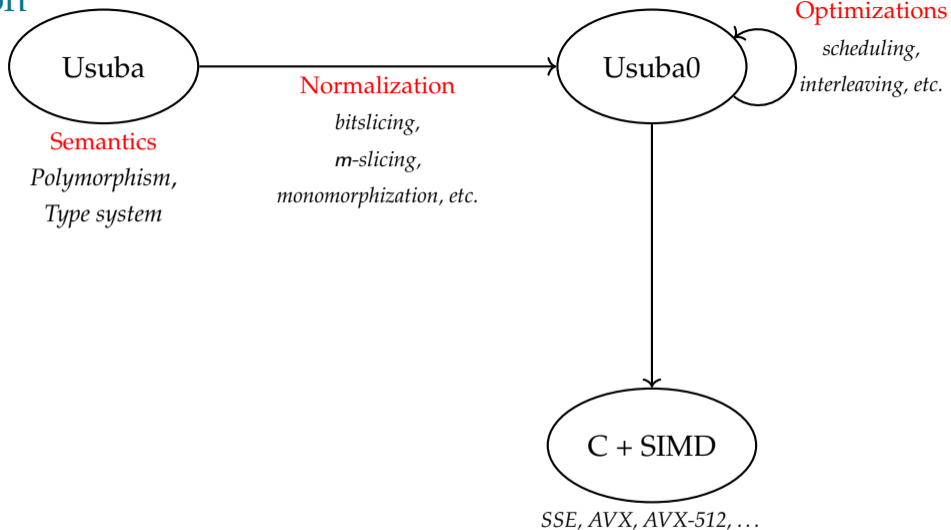 Usuba
Semantics
Polymorphism,
Type system
Normalization
bitslicing,
m-slicing,
monomorphization, etc.
Usuba0
Optimizations
scheduling,
interleaving, etc.
C + SIMD
SSE, AVX, AVX-512, ...